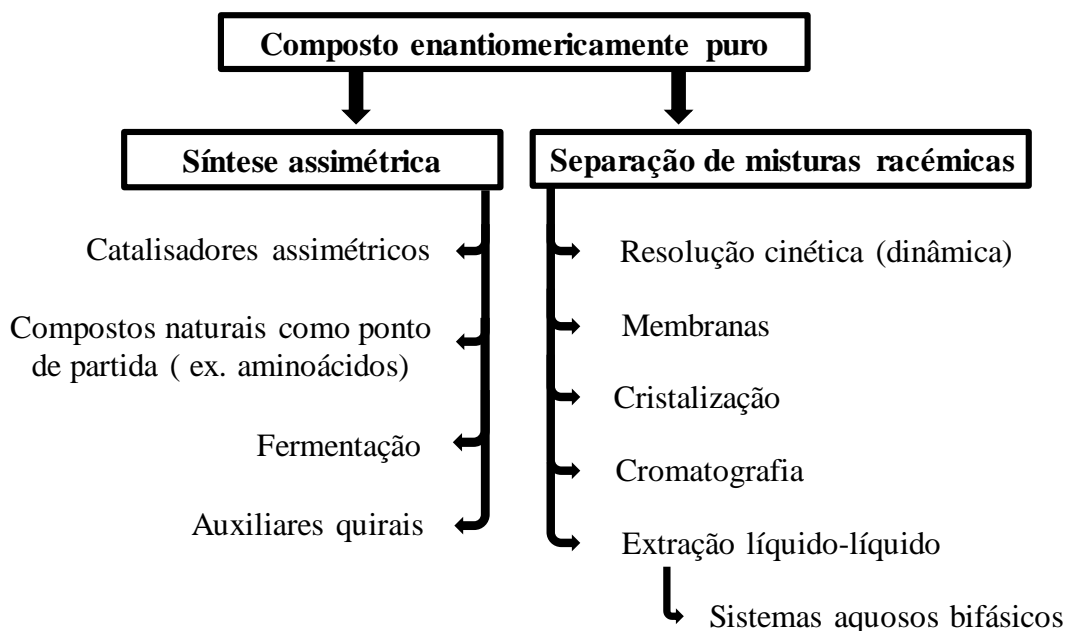 Composto enantiomericamente puro
Síntese assimétrica
Catalisadores assimétricos
Compostos naturais como ponto
de partida ( ex. aminoácidos)
Fermentação
Auxiliares quirais
Separação de misturas racémicas
Resolução cinética (dinâmica)
Membranas
Cristalização
Cromatografia
Extração líquido-líquido
Sistemas aquosos bifásicos